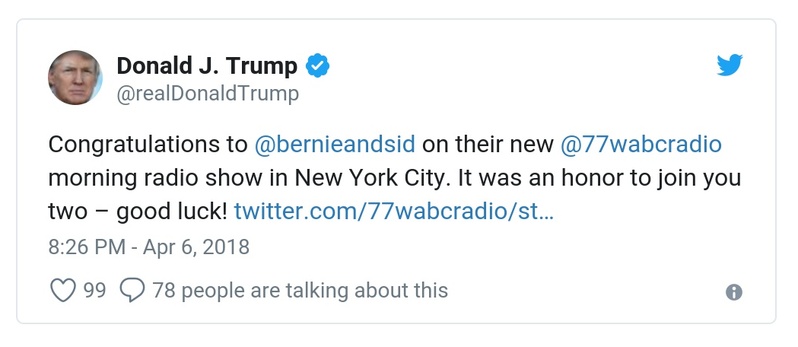 Donald J. Trump
@realDonaldTrump
Congratulations to @bernieandsid on their new @77wabcradio
morning radio show in New York City. It was an honor to join you
two – good luck! twitter.com/77wabcradio/st…
8:26 PM - Apr 6, 2018
99 78 people are talking about this